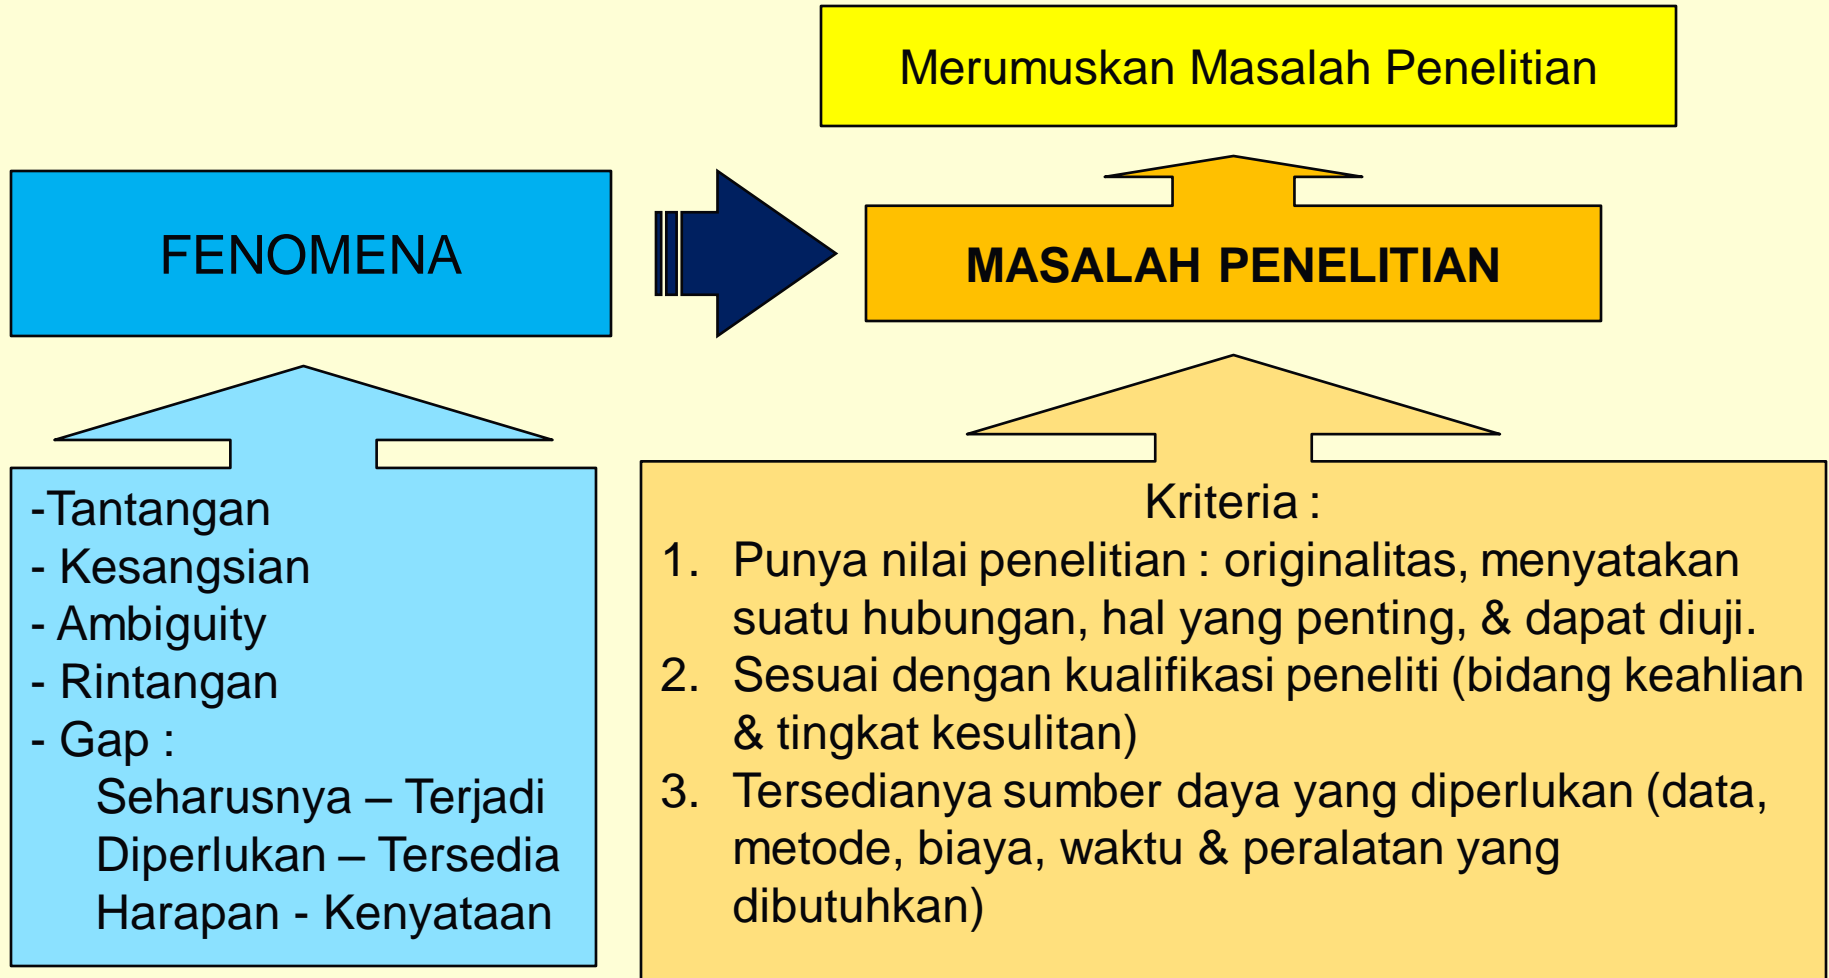 Merumuskan Masalah Penelitian
FENOMENA
MASALAH PENELITIAN
-Tantangan
- Kesangsian
- Ambiguity
- Rintangan
- Gap :
Seharusnya – Terjadi
Diperlukan – Tersedia
Harapan - Kenyataan
Kriteria :
1. Punya nilai penelitian : originalitas, menyatakan
suatu hubungan, hal yang penting, & dapat diuji.
2. Sesuai dengan kualifikasi peneliti (bidang keahlian
& tingkat kesulitan)
3. Tersedianya sumber daya yang diperlukan (data,
metode, biaya, waktu & peralatan yang
dibutuhkan)